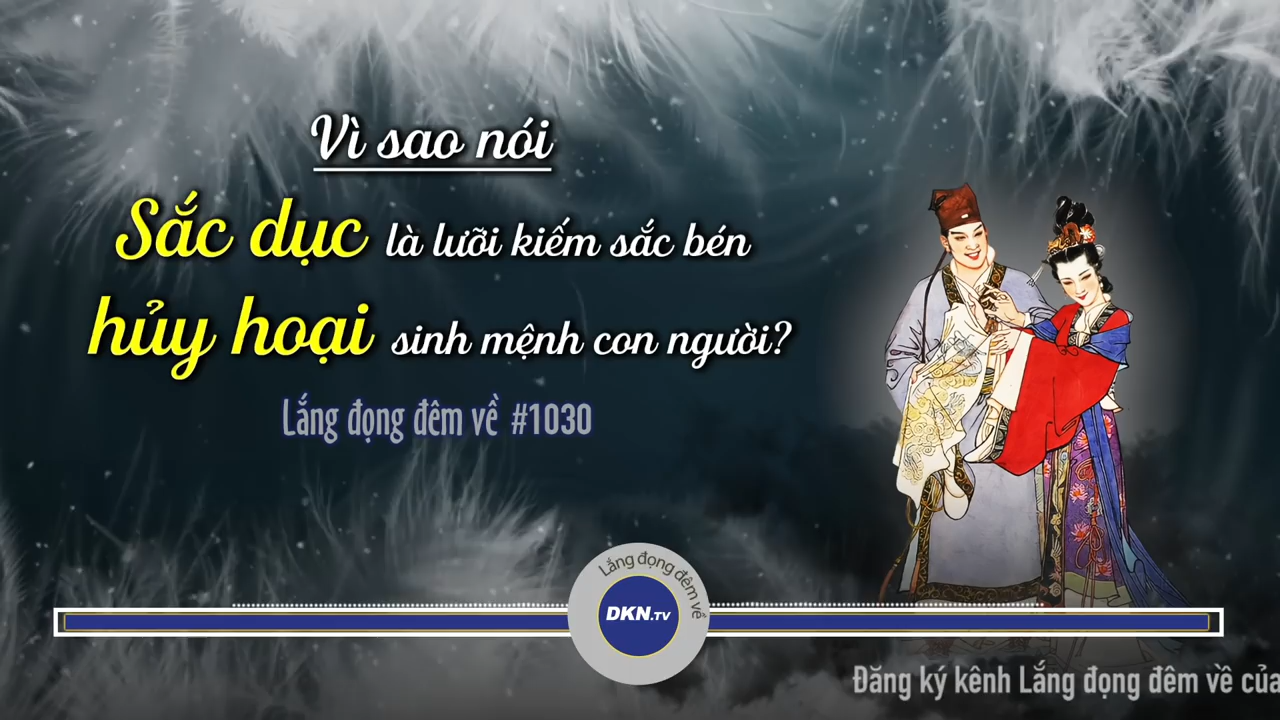 Vì sao nói
Sắc dục là lưỡi kiếm sắc bén
hủy hoại sinh mệnh con người?
Lắng đọng đêm về #1030
Lắng đọng đêm về
DKN.TV
Đăng ký kênh Lắng đọng đêm về của